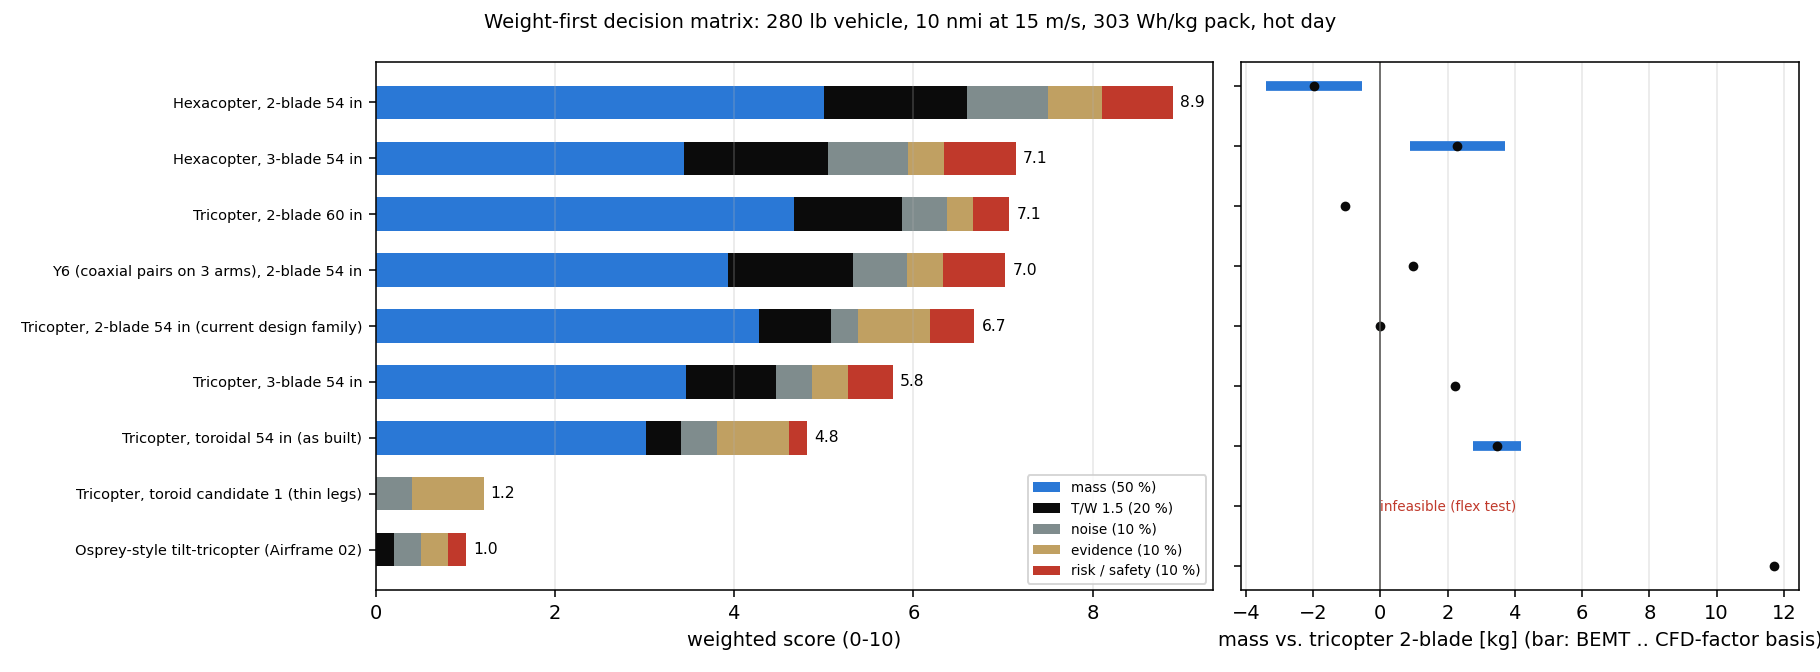 Weight-first decision matrix: 280 lb vehicle, 10 nmi at 15 m/s, 303 Wh/kg pack, hot day
Hexacopter, 2-blade 54 in
8.9
Hexacopter, 3-blade 54 in
7.1
Tricopter, 2-blade 60 in
7.1
Y6 (coaxial pairs on 3 arms), 2-blade 54 in
7.0
Tricopter, 2-blade 54 in (current design family)
6.7
Tricopter, 3-blade 54 in
5.8
Tricopter, toroidal 54 in (as built)
4.8
Tricopter, toroid candidate 1 (thin legs)
1.2
Osprey-style tilt-tricopter (Airframe 02)
1.0
mass (50 %)
T/W 1.5 (20 %)
noise (10 %)
evidence (10 %)
risk / safety (10 %)
0 2 4 6 8
weighted score (0-10)
infeasible (flex test)
−4 −2 0 2 4 6 8 10 12
mass vs. tricopter 2-blade [kg] (bar: BEMT .. CFD-factor basis)